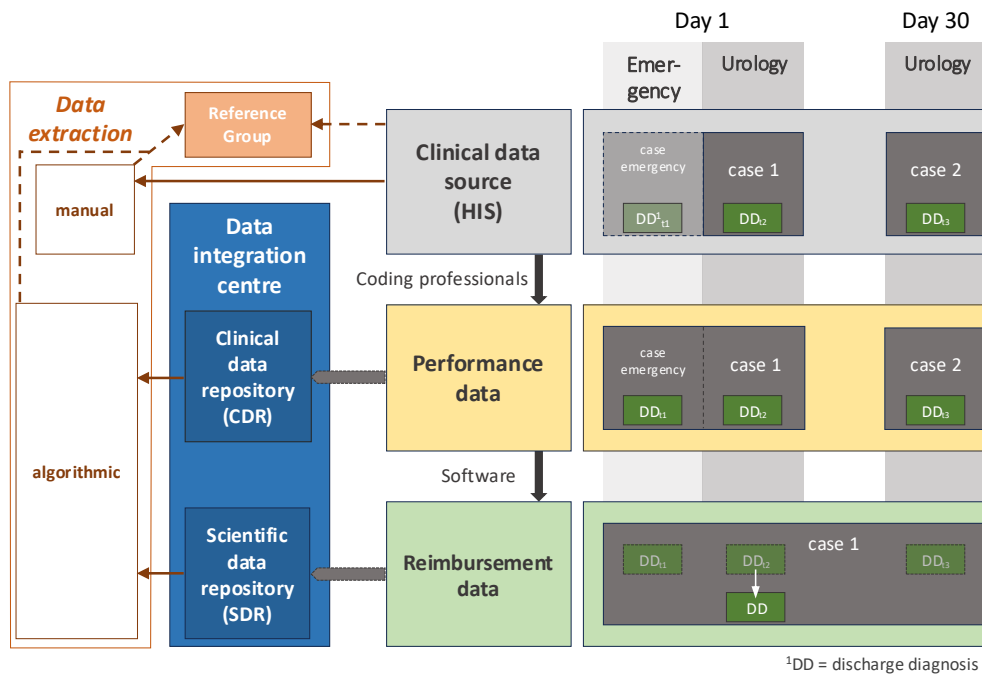 Day 1
Day 30
Emer-
gency
Urology
Urology
Data
extraction
Reference
Group
manual
algorithmic
Data
integration
centre
Clinical
data
repository
(CDR)
Scientific
data
repository
(SDR)
Clinical data
source
(HIS)
Coding professionals
Performance
data
Software
Reimbursement
data
case
emergency
case 1
case 2
DD¹t1
DDt2
DDt3
case
emergency
case 1
case 2
DDt1
DDt2
DDt3
case 1
DDt1
DDt2
DDt3
DD
¹DD = discharge diagnosis